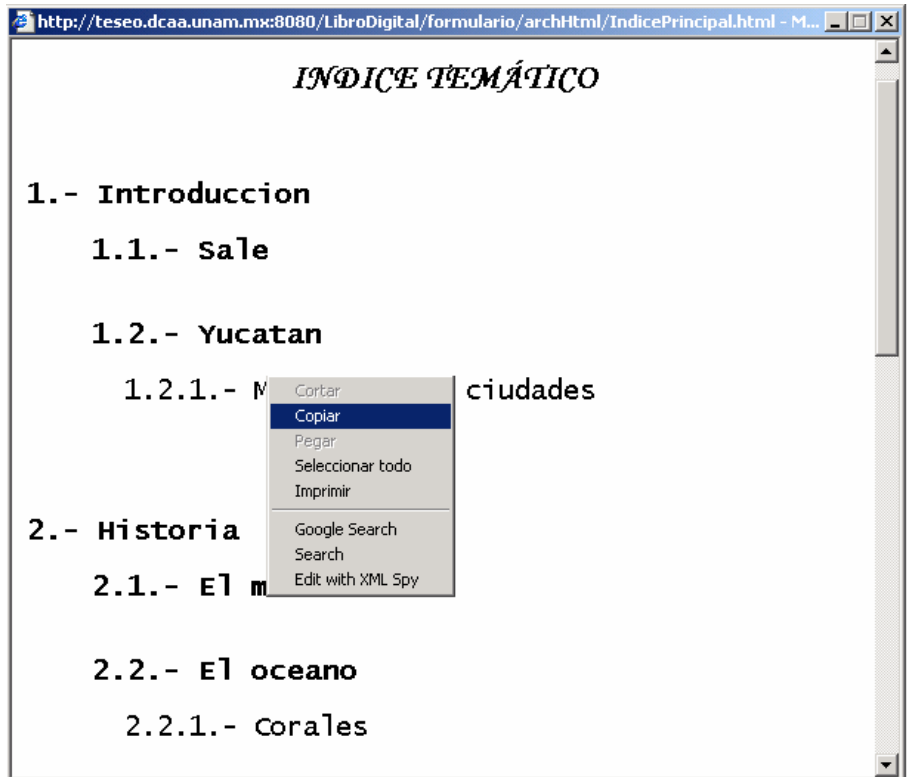 http://teseo.dcaa.unam.mx:8080/LibroDigital/formulario/archHtml/IndicePrincipal.html - M...
INDICE TEMÁTICO
1.- Introduccion
1.1.- Sale
1.2.- Yucatan
1.2.1.- M ciudades
Cortar
Copiar
Pegar
Seleccionar todo
Imprimir
Google Search
Search
Edit with XML Spy
2.- Historia
2.1.- El m
2.2.- El oceano
2.2.1.- Corales